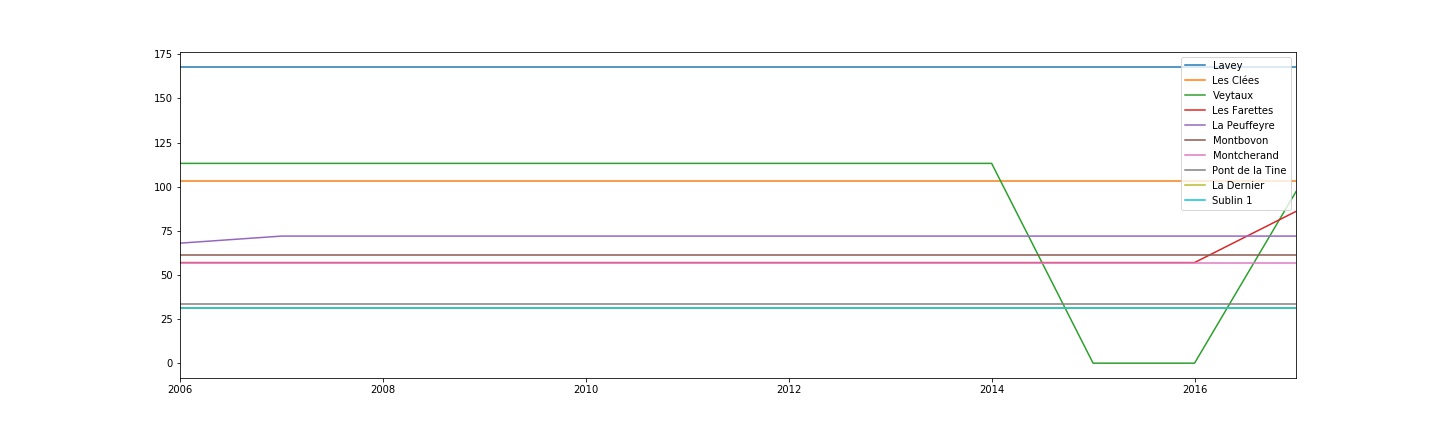 175
150
125
100
75
50
25
0
2006
2008
2010
2012
2014
2016
Lavey
Les Clées
Veytaux
Les Farettes
La Peuffeyre
Montbovon
Montcherand
Pont de la Tine
La Dernier
Sublin 1